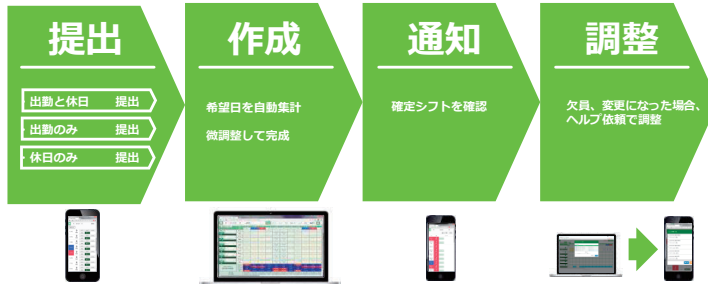 提出
出勤と休日 提出
出勤のみ 提出
休日のみ 提出
作成
希望日を自動集計
微調整して完成
通知
確定シフトを確認
調整
欠員、変更になった場合、
ヘルプ依頼で調整